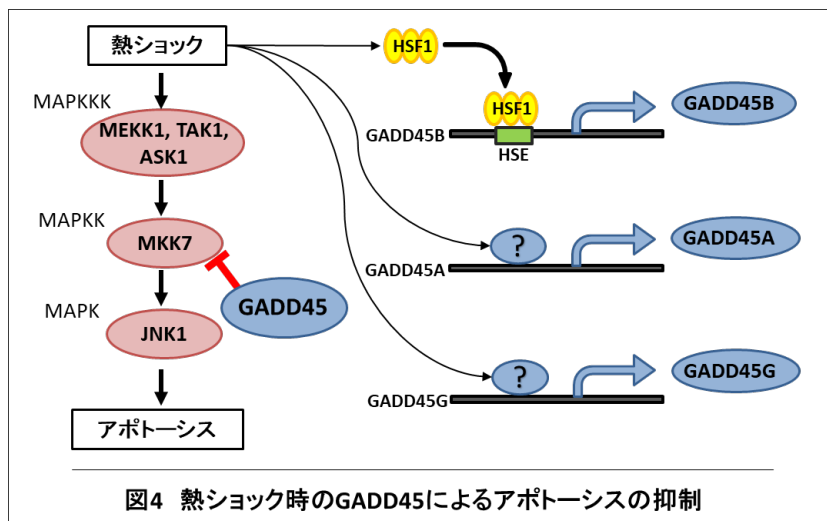 熱ショック
MAPKKK
MEKK1, TAK1,
ASK1
MAPKK
MKK7
MAPK
GADD45
JNK1
アポトーシス
HSF1
HSF1
GADD45B
HSE
GADD45B
?
GADD45A
GADD45A
?
GADD45G
GADD45G
図4 熱ショック時のGADD45によるアポトーシスの抑制